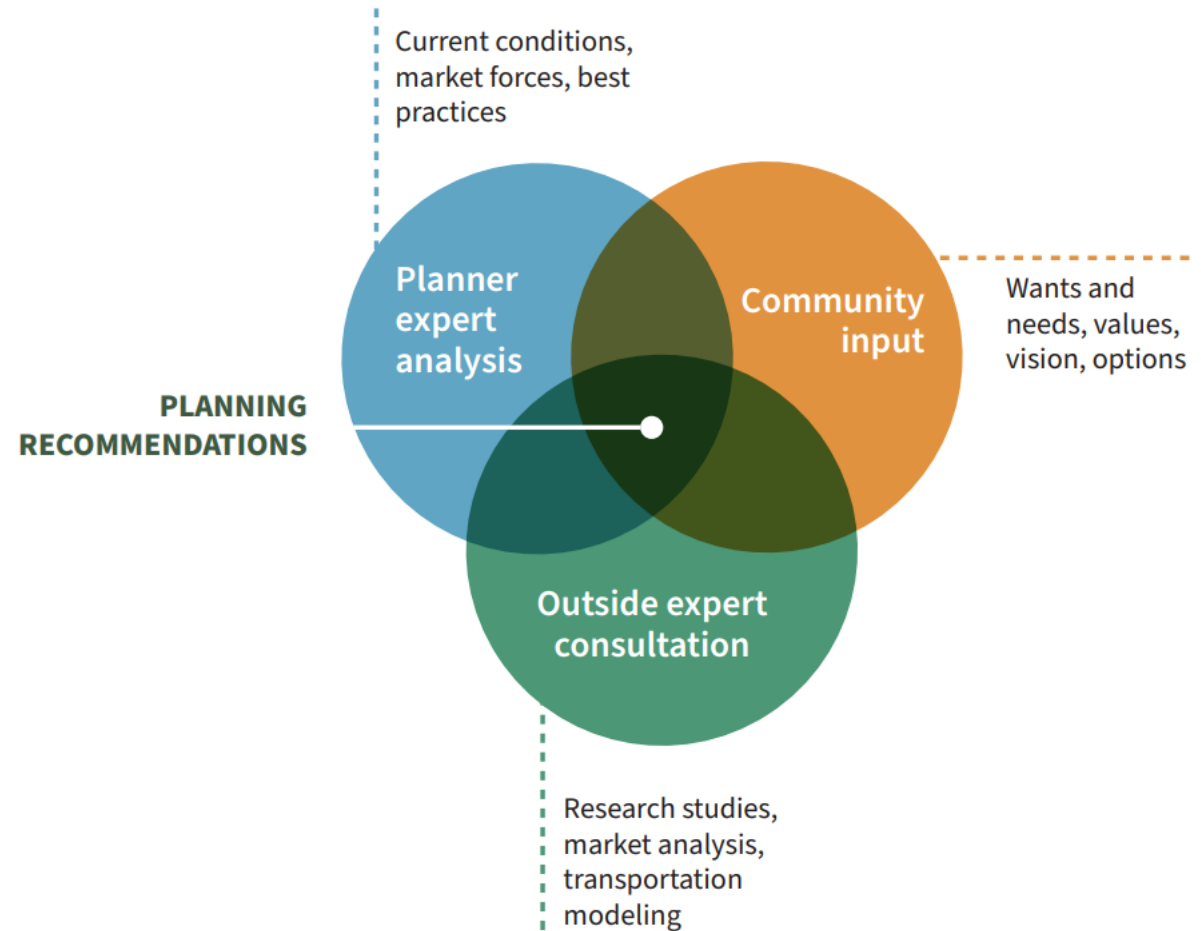 Current conditions,
market forces, best
practices
Planner
expert
analysis
Community
input
Wants and
needs, values,
vision, options
PLANNING
RECOMMENDATIONS
Outside expert
consultation
Research studies,
market analysis,
transportation
modeling